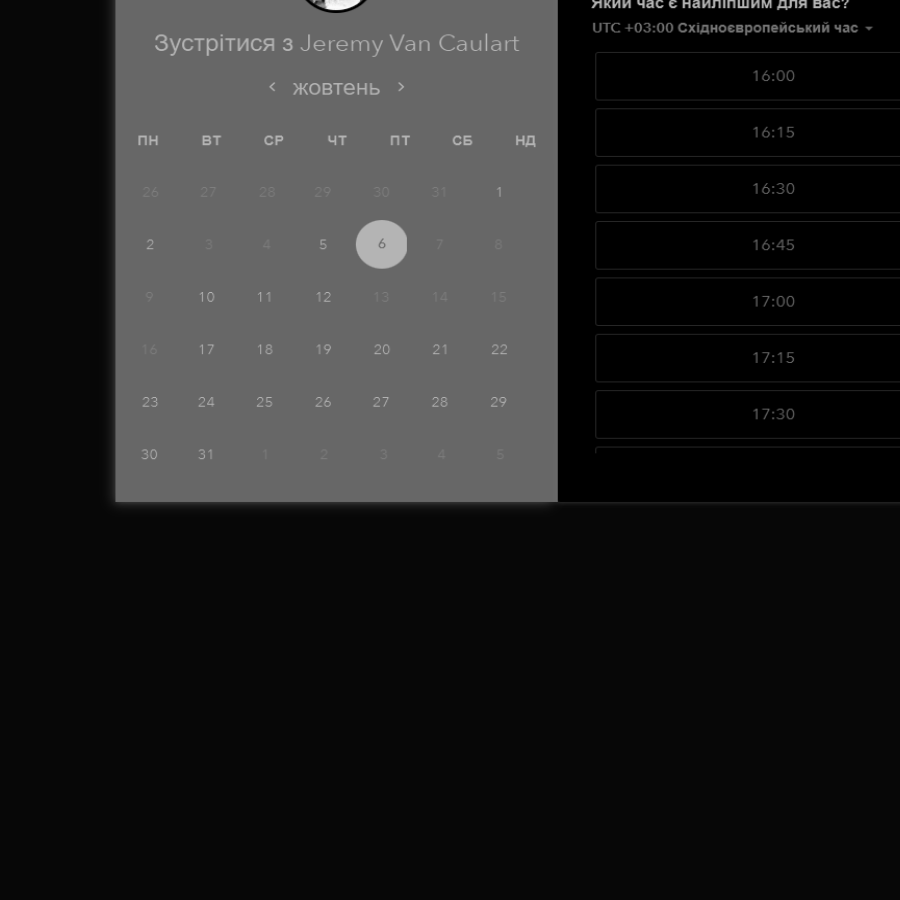 Зустрітися з Jeremy Van Caulart
жовтень
ПН ВТ СР ЧТ ПТ СБ НД
26 27 28 29 30 31 1
2 3 4 5 6 7 8
9 10 11 12 13 14 15
16 17 18 19 20 21 22
23 24 25 26 27 28 29
30 31 1 2 3 4 5
Який час є найліпшим для вас?
UTC +03:00 Східноєвропейський час
16:00
16:15
16:30
16:45
17:00
17:15
17:30